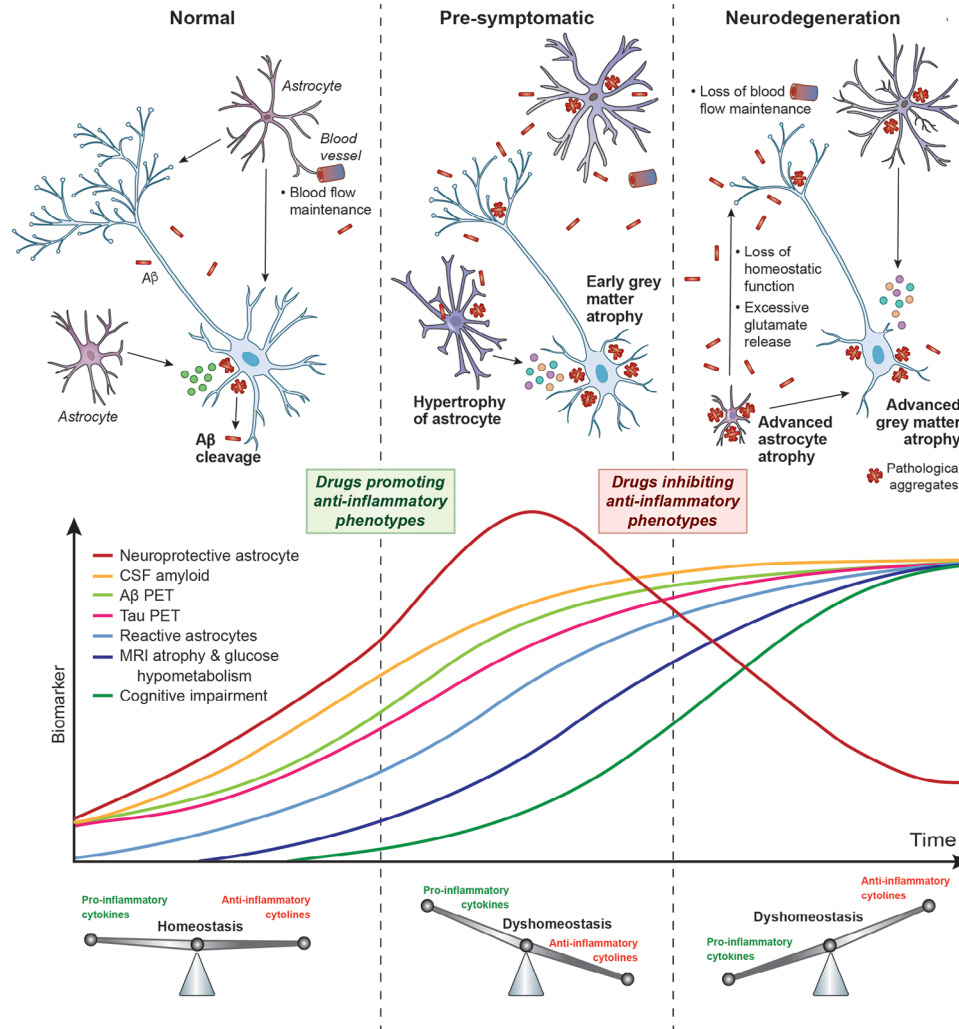 Normal
Pre-symptomatic
Neurodegeneration
Astrocyte
Blood
vessel
• Blood flow
maintenance
Aβ
Astrocyte
Aβ
cleavage
Early grey
matter
atrophy
Hypertrophy
of astrocyte
• Loss of blood
flow maintenance
• Loss of
homeostatic
function
• Excessive
glutamate
release
Advanced
astrocyte
atrophy
Advanced
grey matter
atrophy
Pathological
aggregates
Drugs promoting
anti-inflammatory
phenotypes
Drugs inhibiting
anti-inflammatory
phenotypes
Neuroprotective astrocyte
CSF amyloid
Aβ PET
Tau PET
Reactive astrocytes
MRI atrophy & glucose
hypometabolism
Cognitive impairment
Biomarker
Time
Pro-inflammatory
cytokines
Homeostasis
Anti-inflammatory
cytolines
Pro-inflammatory
cytokines
Dyshomeostasis
Anti-inflammatory
cytolines
Anti-inflammatory
cytolines
Dyshomeostasis
Pro-inflammatory
cytokines